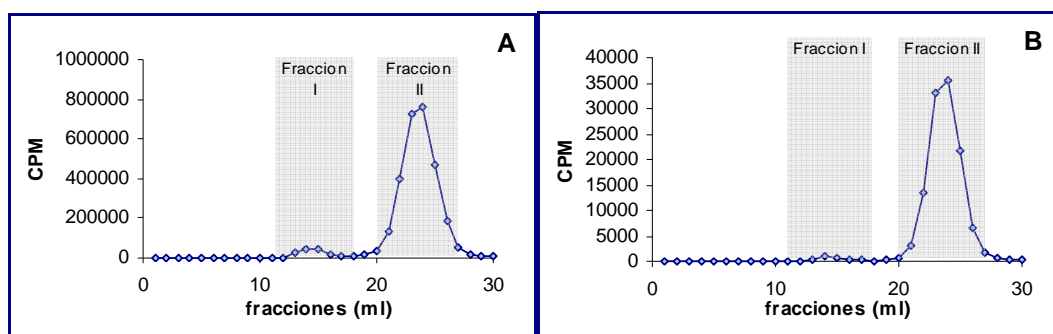 A
1000000
800000
600000
400000
200000
0
CPM
Fraccion
I
Fraccion
II
0 10 20 30
fracciones (ml)
B
40000
35000
30000
25000
20000
15000
10000
5000
0
CPM
Fraccion I
Fraccion II
0 10 20 30
fracciones (ml)